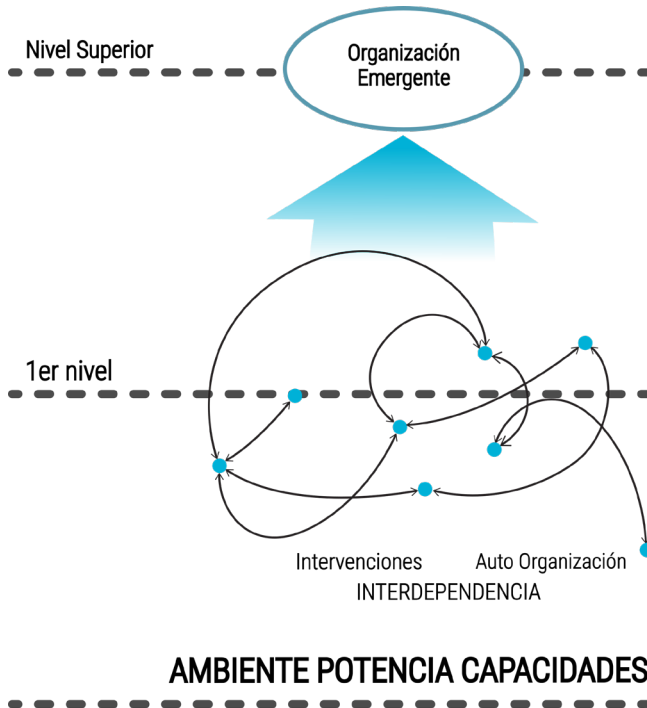 Nivel Superior
Organización
Emergente
1er nivel
Intervenciones
Auto Organización
INTERDEPENDENCIA
AMBIENTE POTENCIA CAPACIDADES